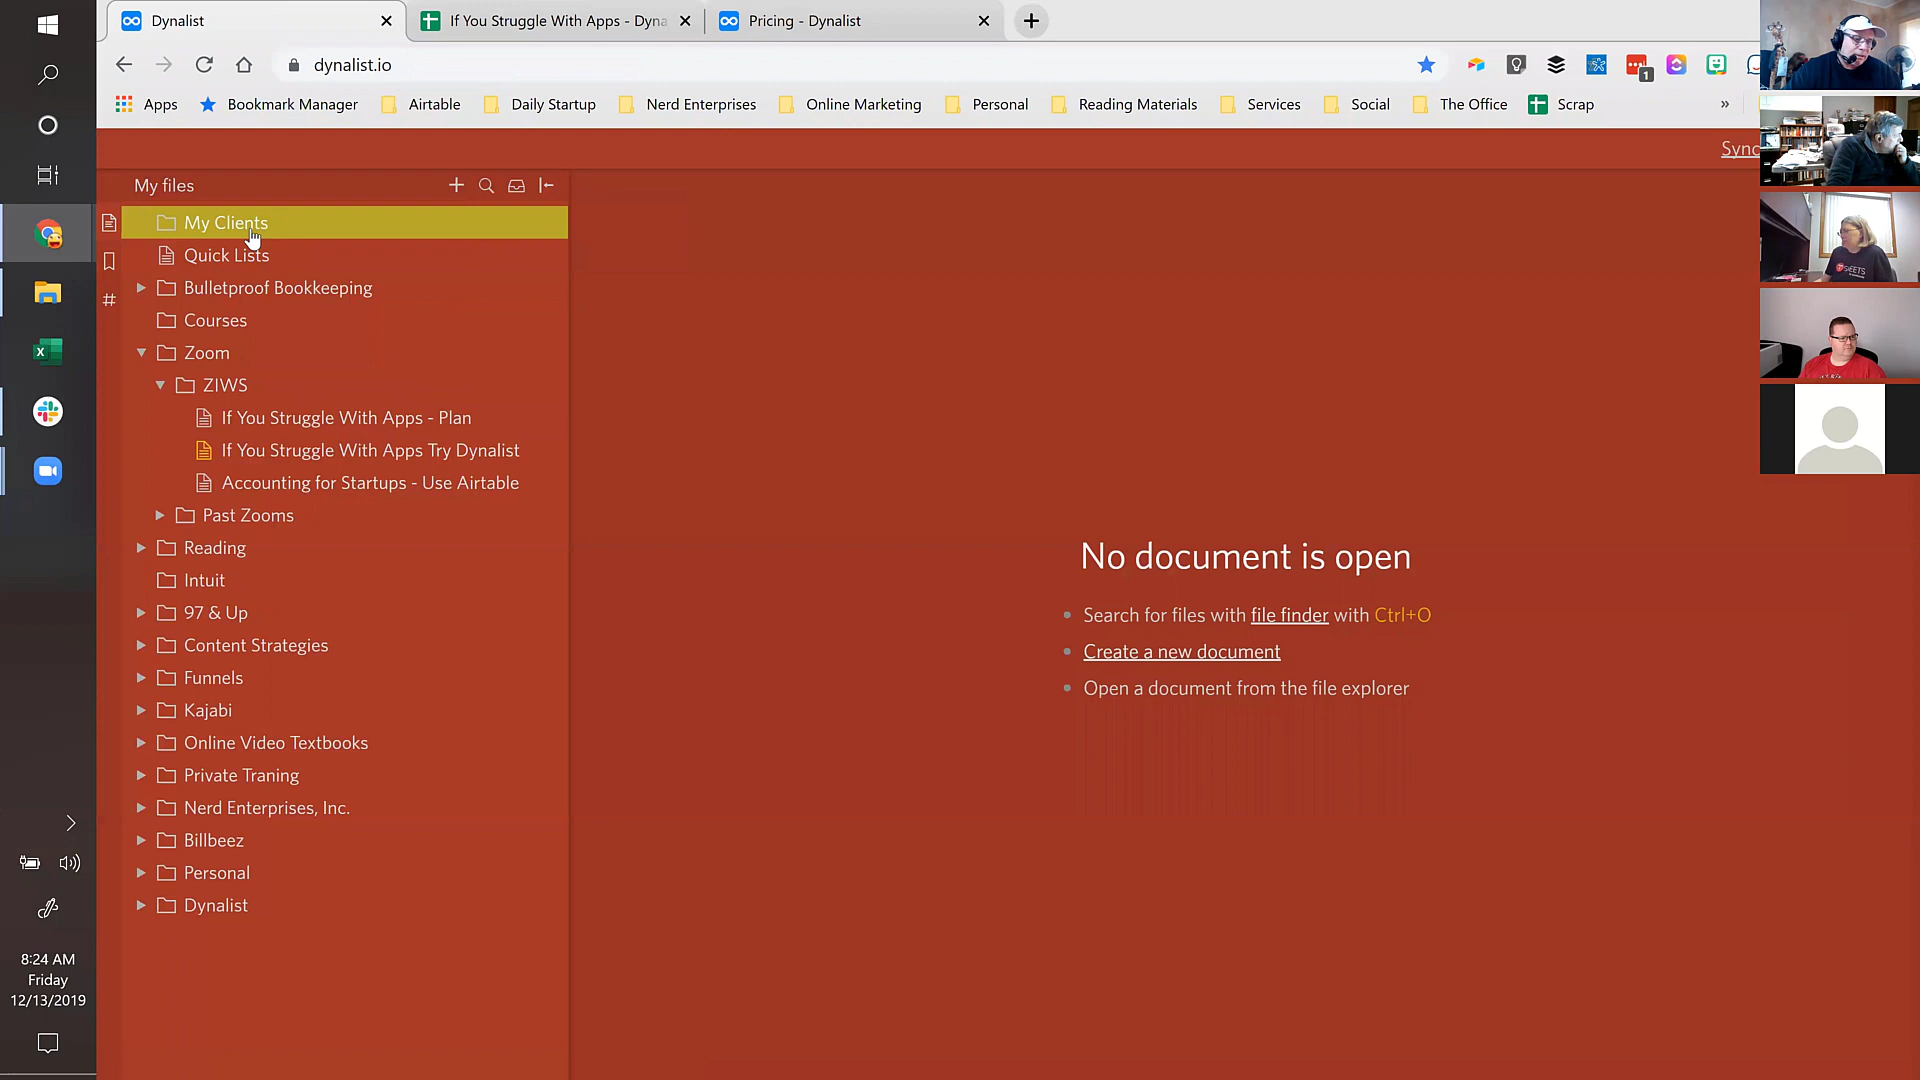 Dynalist
If You Struggle With Apps - Dyna
Pricing - Dynalist
dynalist.io
1
Apps
Bookmark Manager
Airtable
Daily Startup
Nerd Enterprises
Online Marketing
Personal
Reading Materials
Services
Social
The Office
Scrap
»
Sync
My files
My Clients
Quick Lists
Bulletproof Bookkeeping
Courses
Zoom
ZIWS
If You Struggle With Apps - Plan
If You Struggle With Apps Try Dynalist
Accounting for Startups - Use Airtable
Past Zooms
Reading
Intuit
97 & Up
Content Strategies
Funnels
Kajabi
Online Video Textbooks
Private Traning
Nerd Enterprises, Inc.
Billbeez
Personal
Dynalist
No document is open
Search for files with file finder with Ctrl+O
Create a new document
Open a document from the file explorer
8:24 AM
Friday
12/13/2019